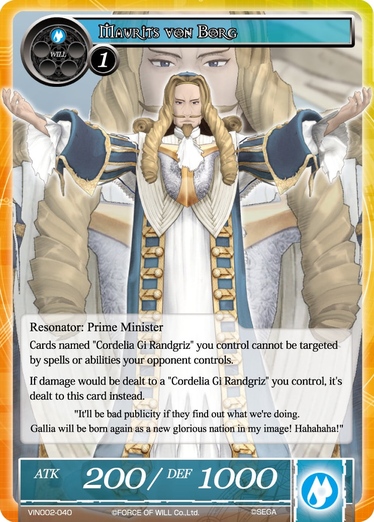 Maurits von Borg
WILL
1
Resonator: Prime Minister
Cards named "Cordelia Gi Randgriz" you control cannot be targeted
by spells or abilities your opponent controls.
If damage would be dealt to a "Cordelia Gi Randgriz" you control, it's
dealt to this card instead.
"It'll be bad publicity if they find out what we're doing.
Gallia will be born again as a new glorious nation in my image! Hahahaha!"
ATK 200 / DEF 1000
VIN002-040 ©FORCE OF WILL Co.,Ltd. ©SEGA